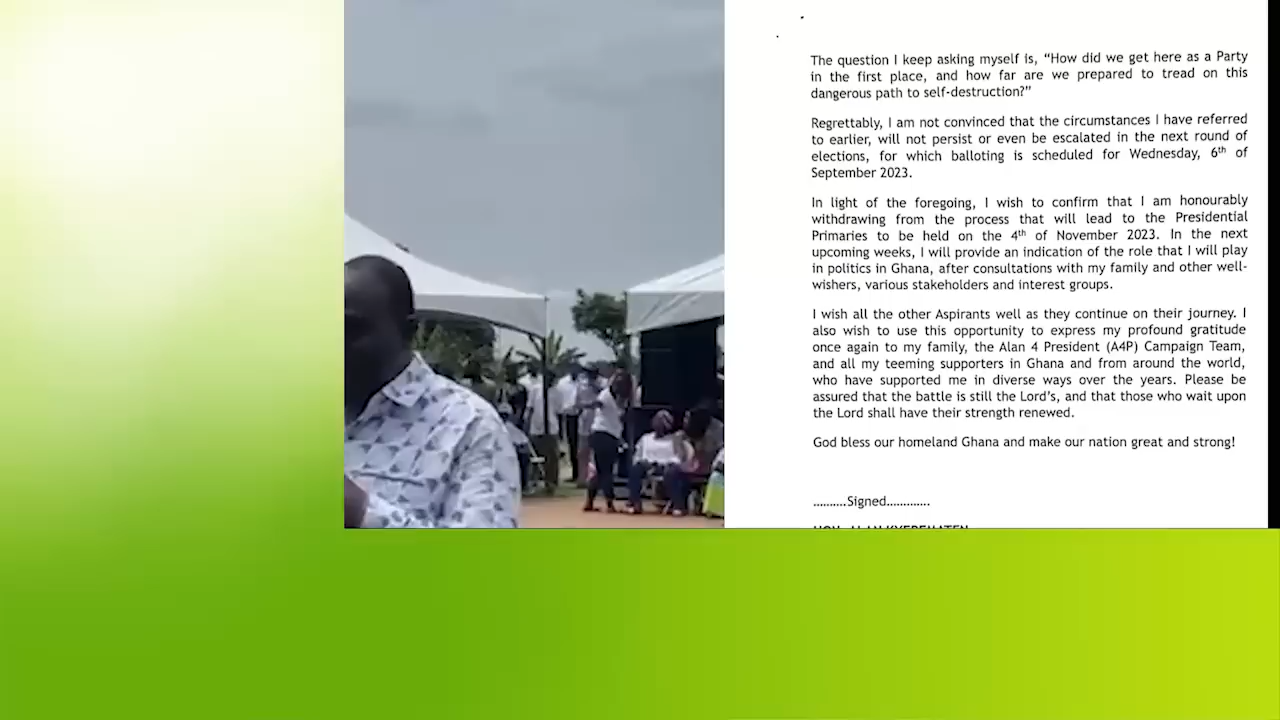 The question I keep asking myself is, “How did we get here as a Party
in the first place, and how far are we prepared to tread on this
dangerous path to self-destruction?”
Regrettably, I am not convinced that the circumstances I have referred
to earlier, will not persist or even be escalated in the next round of
elections, for which balloting is scheduled for Wednesday, 6th of
September 2023.
In light of the foregoing, I wish to confirm that I am honourably
withdrawing from the process that will lead to the Presidential
Primaries to be held on the 4th of November 2023. In the next
upcoming weeks, I will provide an indication of the role that I will play
in politics in Ghana, after consultations with my family and other well-
wishers, various stakeholders and interest groups.
I wish all the other Aspirants well as they continue on their journey. I
also wish to use this opportunity to express my profound gratitude
once again to my family, the Alan 4 President (A4P) Campaign Team,
and all my teeming supporters in Ghana and from around the world,
who have supported me in diverse ways over the years. Please be
assured that the battle is still the Lord’s, and that those who wait upon
the Lord shall have their strength renewed.
God bless our homeland Ghana and make our nation great and strong!
..........Signed.............
HON. ALAN KYEREMATEN